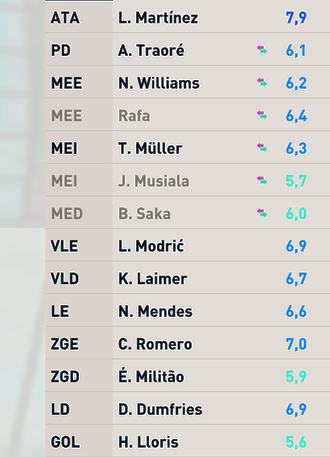 ATA L. Martínez 7,9
PD A. Traoré 6,1
MEE N. Williams 6,2
MEE Rafa 6,4
MEI T. Müller 6,3
MEI J. Musiala 5,7
MED B. Saka 6,0
VLE L. Modrić 6,9
VLD K. Laimer 6,7
LE N. Mendes 6,6
ZGE C. Romero 7,0
ZGD É. Militão 5,9
LD D. Dumfries 6,9
GOL H. Lloris 5,6